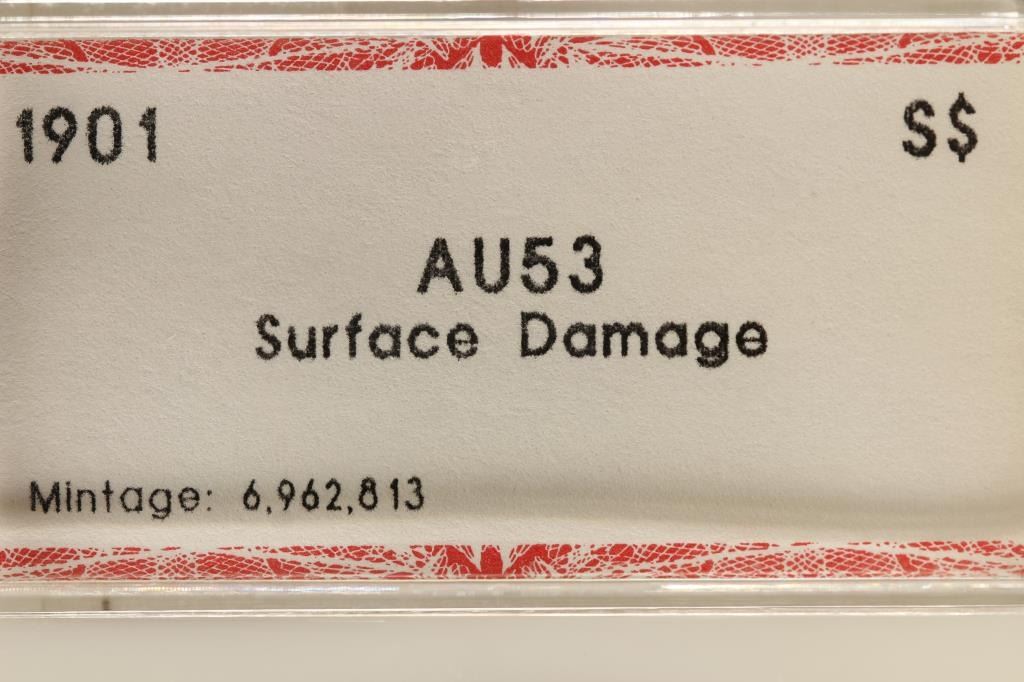 1901 S$
AU53
Surface Damage
Mintage: 6,962,813